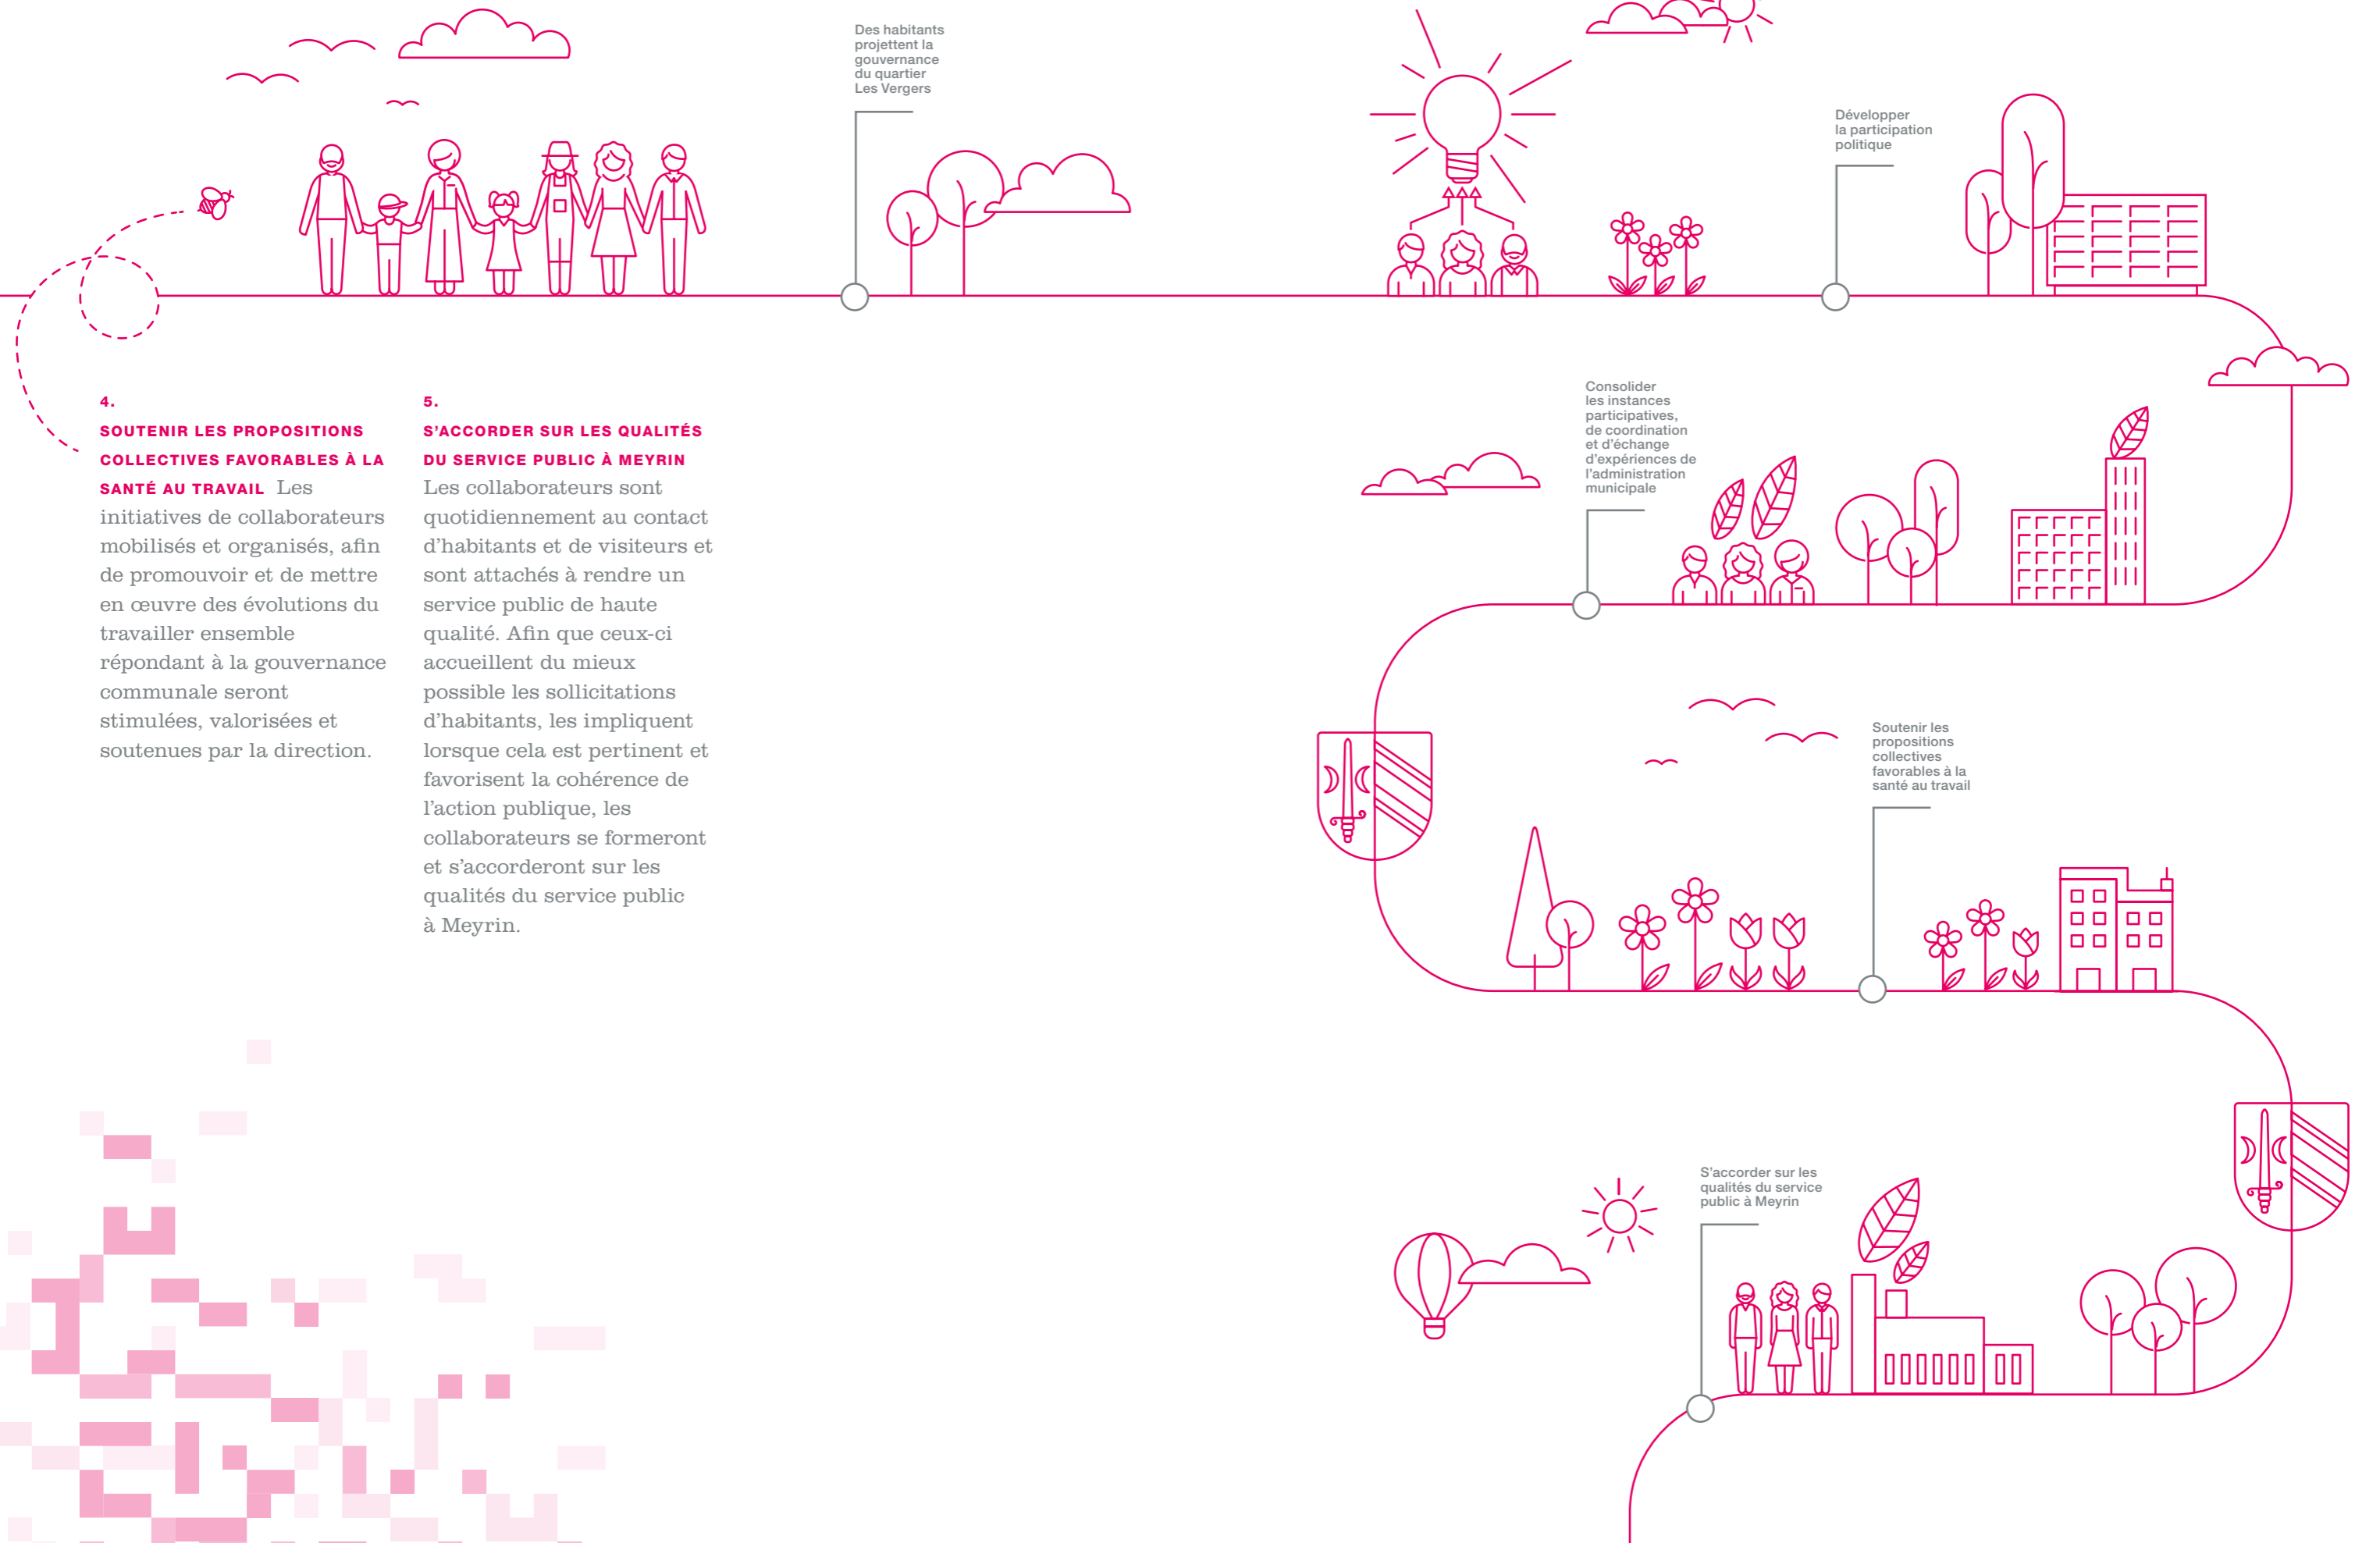 Des habitants
projettent la
gouvernance
du quartier
Les Vergers
Développer
la participation
politique
4.
SOUTENIR LES PROPOSITIONS
COLLECTIVES FAVORABLES À LA
SANTÉ AU TRAVAIL Les
initiatives de collaborateurs
mobilisés et organisés, afin
de promouvoir et de mettre
en œuvre des évolutions du
travailler ensemble
répondant à la gouvernance
communale seront
stimulées, valorisées et
soutenues par la direction.
5.
S’ACCORDER SUR LES QUALITÉS
DU SERVICE PUBLIC À MEYRIN
Les collaborateurs sont
quotidiennement au contact
d’habitants et de visiteurs et
sont attachés à rendre un
service public de haute
qualité. Afin que ceux-ci
accueillent du mieux
possible les sollicitations
d’habitants, les impliquent
lorsque cela est pertinent et
favorisent la cohérence de
l’action publique, les
collaborateurs se formeront
et s’accorderont sur les
qualités du service public
à Meyrin.
Consolider
les instances
participatives,
de coordination
et d’échange
d’expériences de
l’administration
municipale
Soutenir les
propositions
collectives
favorables à la
santé au travail
S’accorder sur les
qualités du service
public à Meyrin